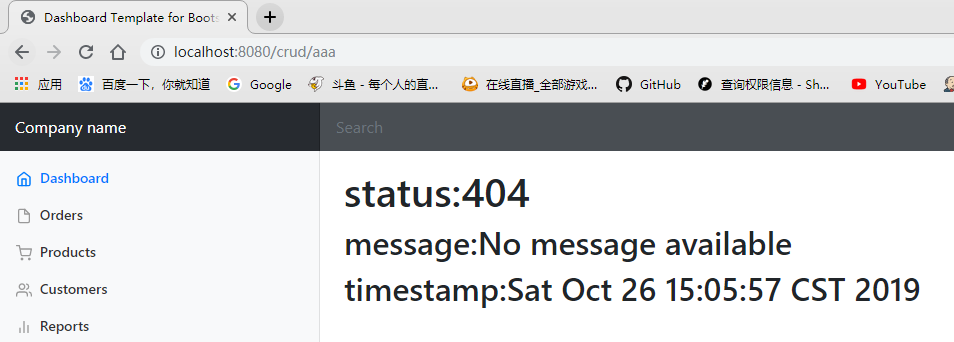 Dashboard Template for Boots
localhost:8080/crud/aaa
应用 百度一下，你就知道 Google 斗鱼 - 每个人的直... 在线直播_全部游戏... GitHub 查询权限信息 - Sh... YouTube
Company name Search
Dashboard
Orders
Products
Customers
Reports
status:404
message:No message available
timestamp:Sat Oct 26 15:05:57 CST 2019